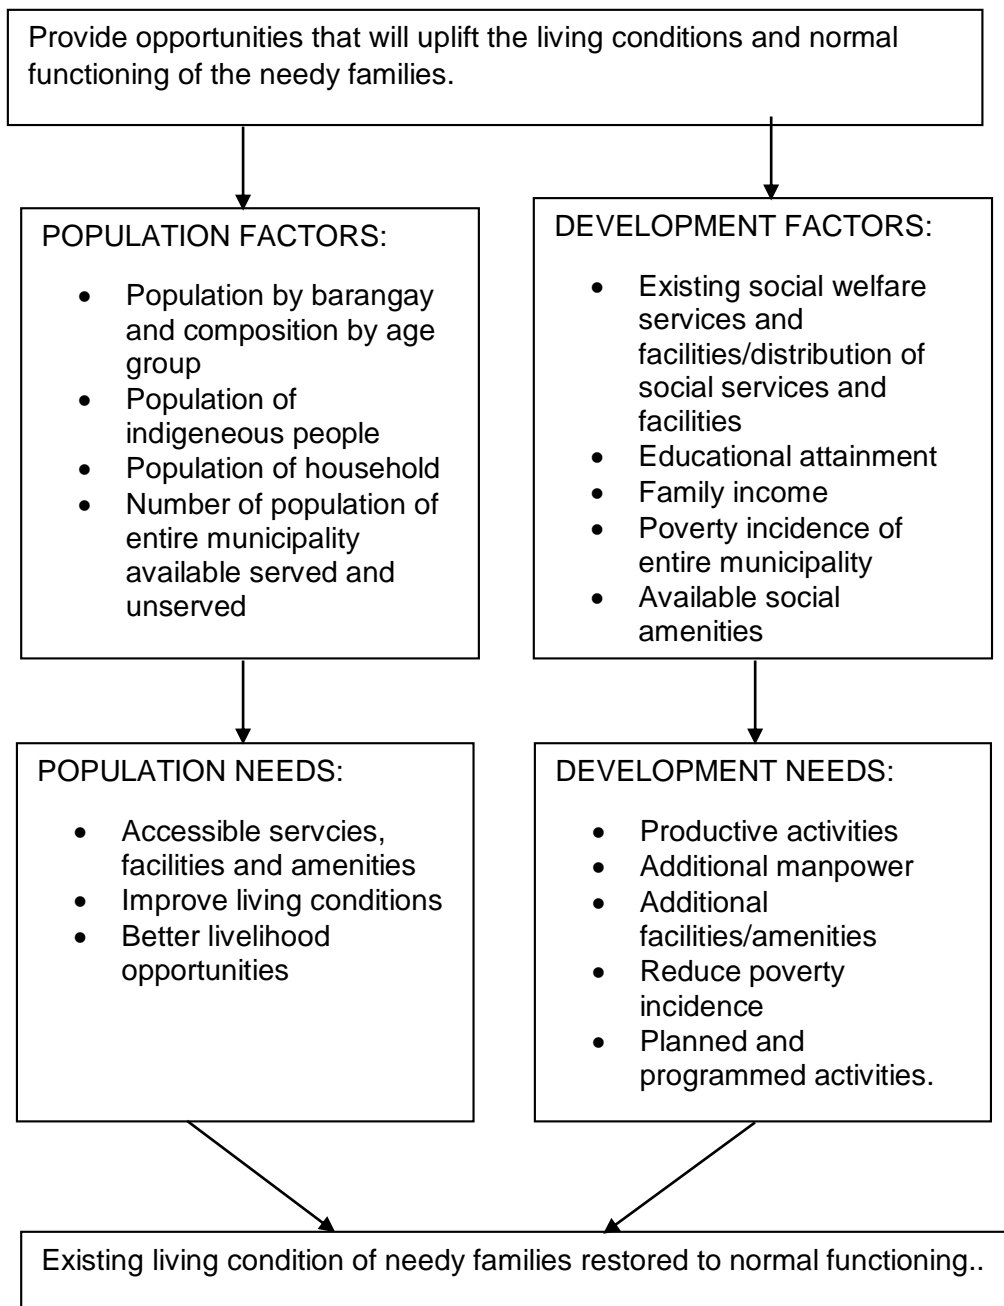 Provide opportunities that will uplift the living conditions and normal
functioning of the needy families.
POPULATION FACTORS:
• Population by barangay
and composition by age
group
• Population of
indigeneous people
• Population of household
• Number of population of
entire municipality
available served and
unserved
DEVELOPMENT FACTORS:
• Existing social welfare
services and
facilities/distribution of
social services and
facilities
• Educational attainment
• Family income
• Poverty incidence of
entire municipality
• Available social
amenities
POPULATION NEEDS:
• Accessible servcies,
facilities and amenities
• Improve living conditions
• Better livelihood
opportunities
DEVELOPMENT NEEDS:
• Productive activities
• Additional manpower
• Additional
facilities/amenities
• Reduce poverty
incidence
• Planned and
programmed activities.
Existing living condition of needy families restored to normal functioning..